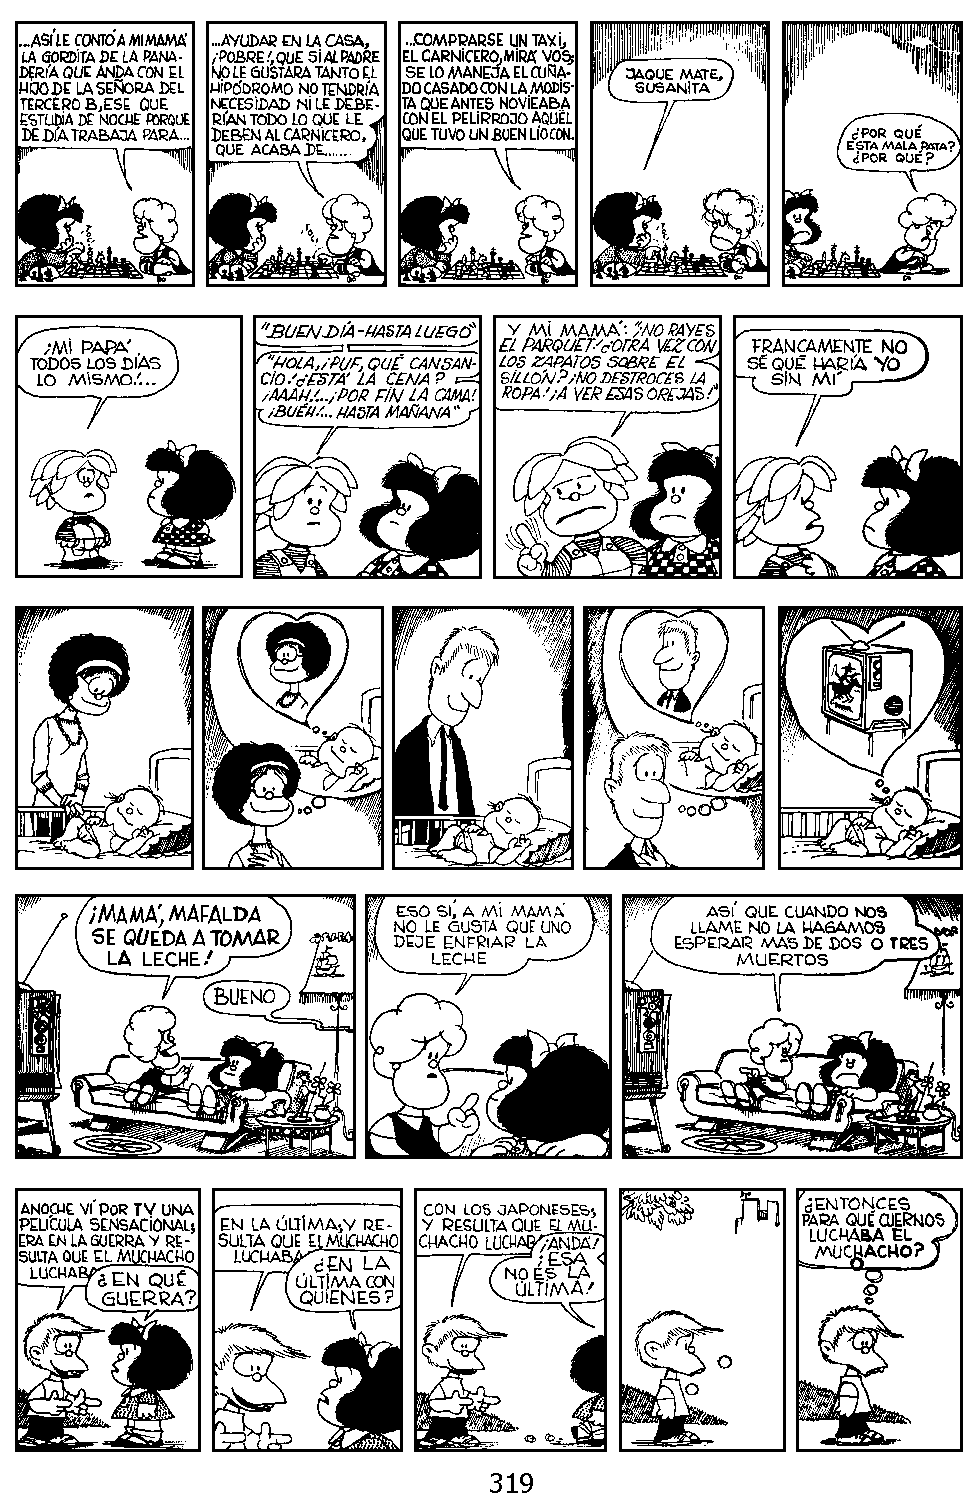 ...ASÍ LE CONTÓ A MI MAMÁ
LA GORDITA DE LA PANA-
DERÍA QUE ANDA CON EL
HIJO DE LA SEÑORA DEL
TERCERO B, ESE QUE
ESTUDIA DE NOCHE PORQUE
DE DÍA TRABAJA PARA...
...AYUDAR EN LA CASA,
¡POBRE!, QUE SI AL PADRE
NO LE GUSTARA TANTO EL
HIPÓDROMO NO TENDRÍA
NECESIDAD NI LE DEBE-
RÍAN TODO LO QUE LE
DEBEN AL CARNICERO,
QUE ACABA DE.......
...COMPRARSE UN TAXI,
EL CARNICERO, MIRÁ VOS;
SE LO MANEJA EL CUÑA-
DO CASADO CON LA MODIS-
TA QUE ANTES NOVIEABA
CON EL PELIRROJO AQUEL
QUE TUVO UN BUEN LÍO CON.
JAQUE MATE,
SUSANITA
¿POR QUÉ
ESTA MALA PATA?
¿POR QUÉ?
¡MI PAPÁ
TODOS LOS DÍAS
LO MISMO!...
"BUEN DÍA-HASTA LUEGO"
"HOLA, ¡PUF, QUÉ CANSAN-
CIO! ¿ESTÁ LA CENA?
¡AAAH!...¡POR FIN LA CAMA!
¡BUÉH!... HASTA MAÑANA"
Y MI MAMÁ: "¡NO RAYES
EL PARQUET! ¿OTRA VEZ CON
LOS ZAPATOS SOBRE EL
SILLÓN? ¡NO DESTROCES LA
ROPA! ¡A VER ESAS OREJAS!"
FRANCAMENTE NO
SÉ QUÉ HARÍA YO
SIN MÍ
¡MAMÁ, MAFALDA
SE QUEDA A TOMAR
LA LECHE!
BUENO
ESO SÍ, A MI MAMÁ
NO LE GUSTA QUE UNO
DEJE ENFRIAR LA
LECHE
ASÍ QUE CUANDO NOS
LLAME NO LA HAGAMOS
ESPERAR MAS DE DOS O TRES
MUERTOS
ANOCHE VÍ POR TV UNA
PELÍCULA SENSACIONAL;
ERA EN LA GUERRA Y RE-
SULTA QUE EL MUCHACHO
LUCHABA
¿EN QUÉ
GUERRA?
EN LA ÚLTIMA, Y RE-
SULTA QUE EL MUCHACHO
LUCHABA
¿EN LA
ÚLTIMA CON
QUIENES?
CON LOS JAPONESES,
Y RESULTA QUE EL MU-
CHACHO LUCHAB
¡ANDÁ!
¡ESA
NO ES LA
ÚLTIMA!
¿ENTONCES
PARA QUÉ CUERNOS
LUCHABA EL
MUCHACHO?
319